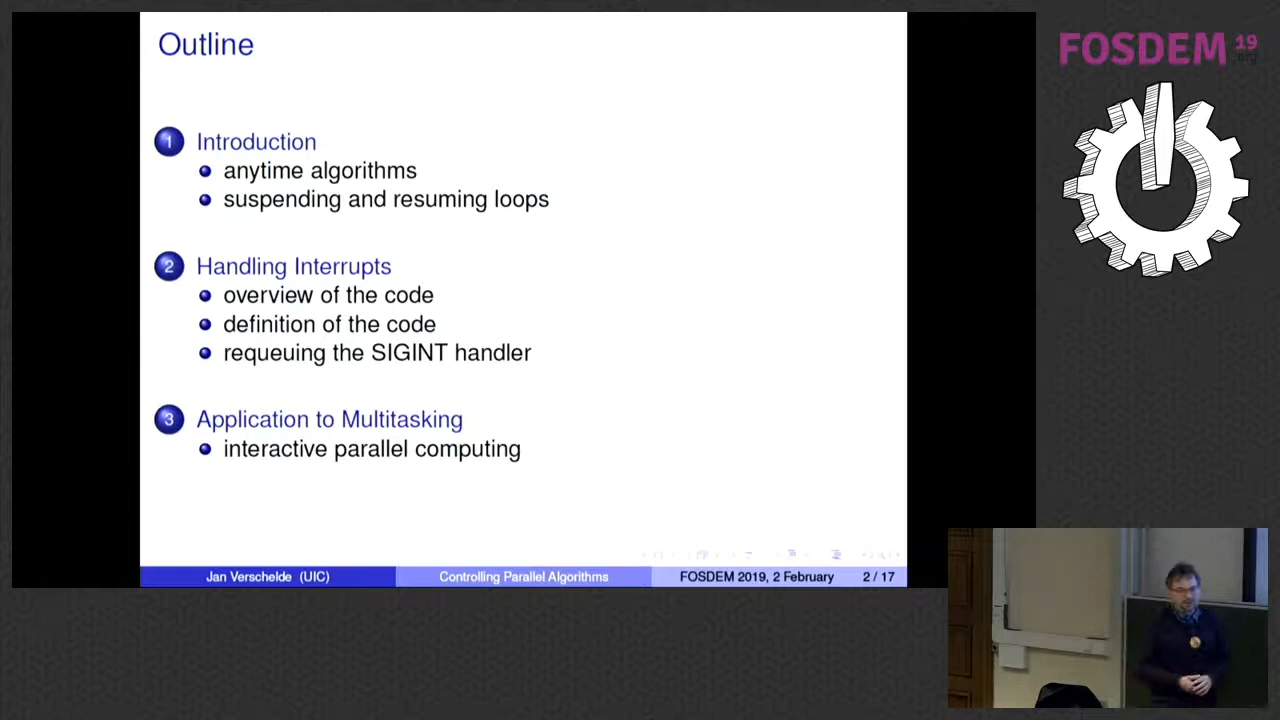 Outline
FOSDEM 19
.org
1 Introduction
anytime algorithms
suspending and resuming loops
2 Handling Interrupts
overview of the code
definition of the code
requeuing the SIGINT handler
3 Application to Multitasking
interactive parallel computing
Jan Verschelde (UIC) Controlling Parallel Algorithms FOSDEM 2019, 2 February 2 / 17